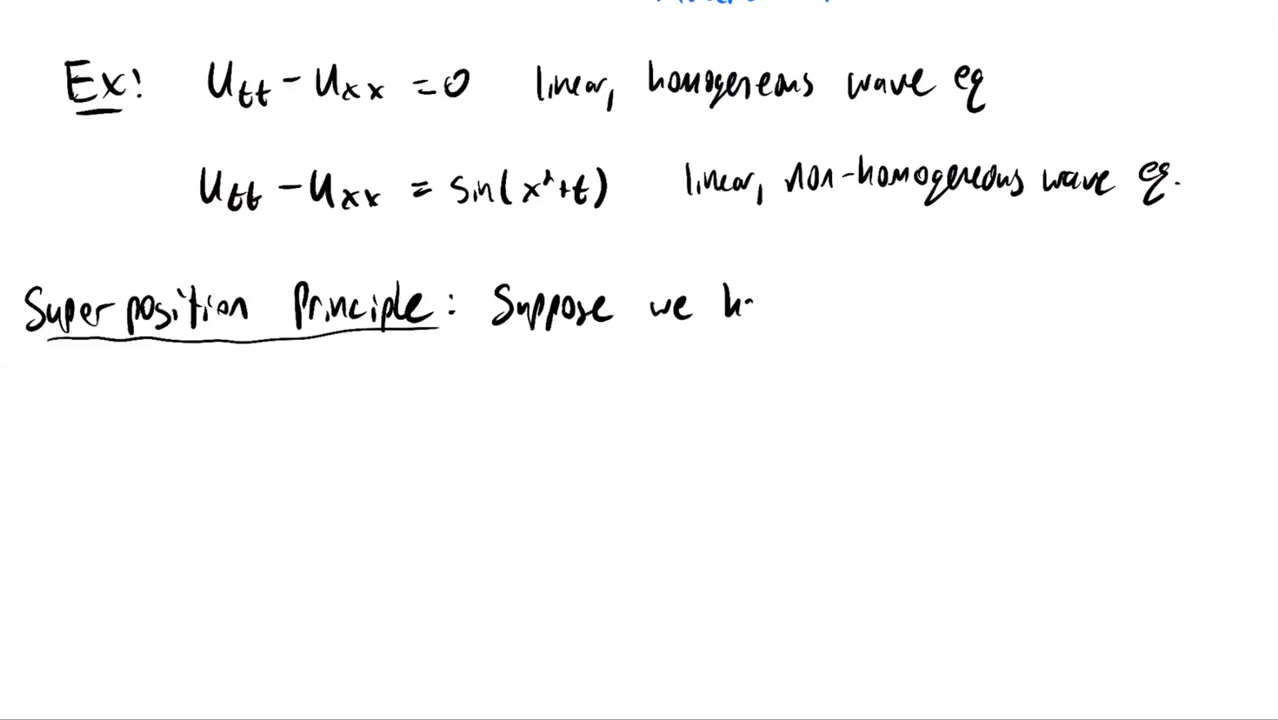 Ex: u_tt - u_xx = 0 linear, homogeneous wave eq
u_tt - u_xx = sin(x²+t) linear, non-homogeneous wave eq.
Superposition Principle: Suppose we